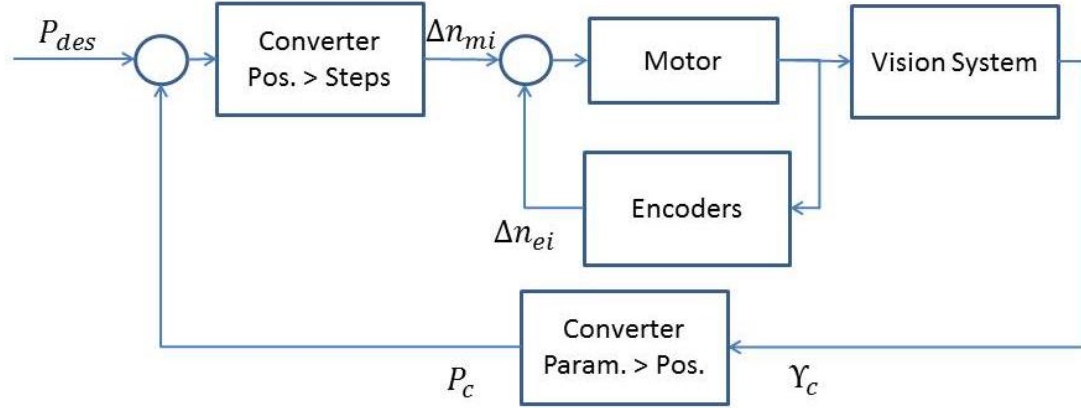 P_des
Converter
Pos. > Steps
Δn_mi
Motor
Vision System
Encoders
Δn_ei
Converter
Param. > Pos.
P_c
ϒ_c